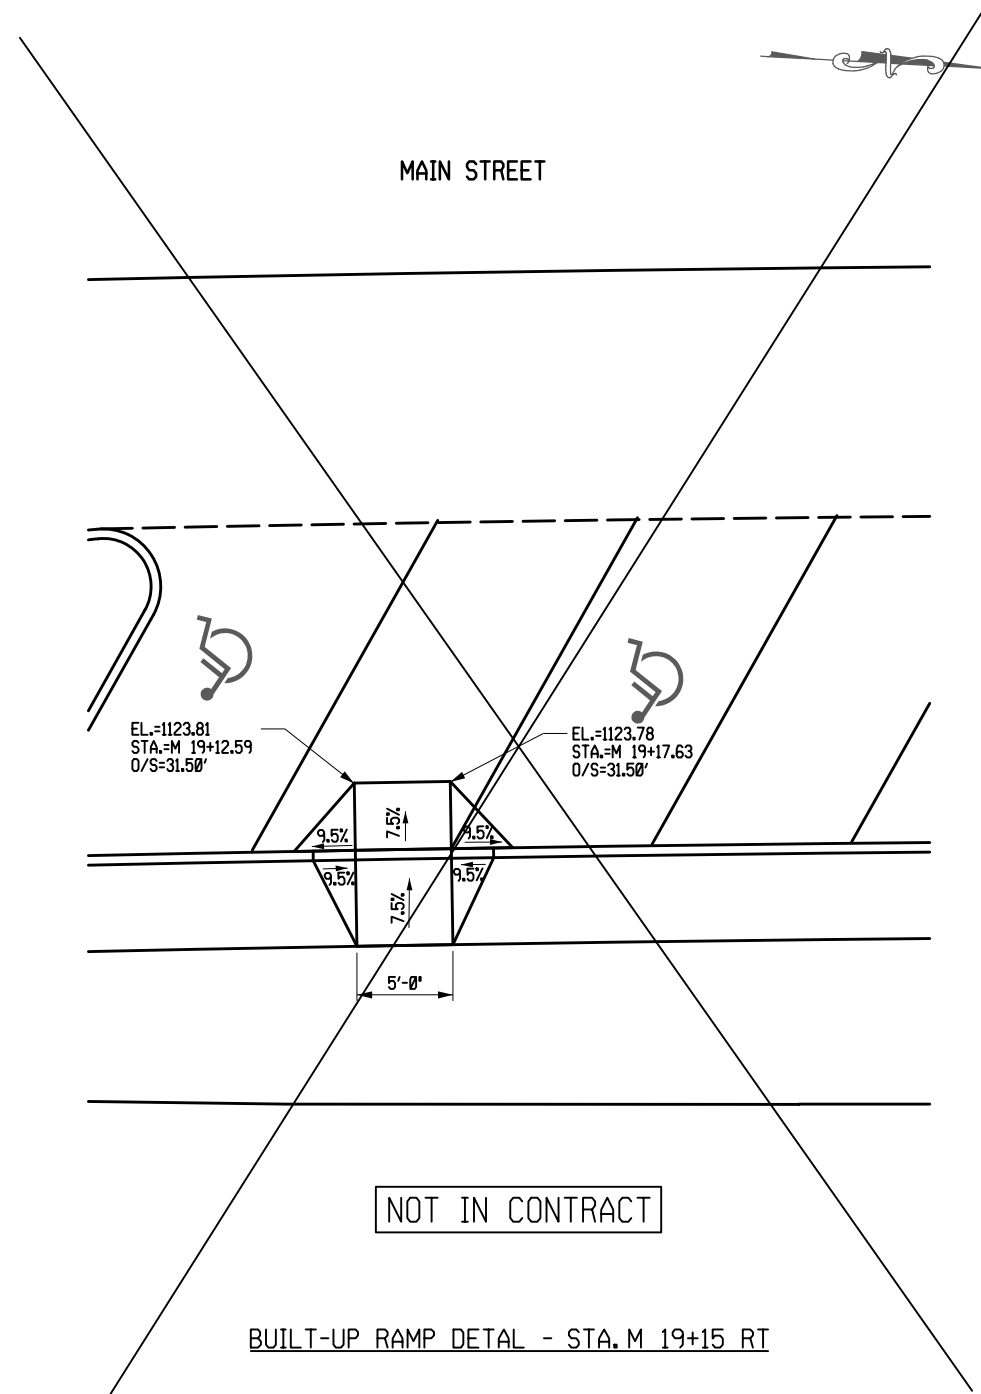 MAIN STREET
EL.=1123.81
STA.=M 19+12.59
O/S=31.50'
EL.=1123.78
STA.=M 19+17.63
O/S=31.50'
9.5%
7.5%
9.5%
9.5%
7.5%
9.5%
5'-0"
NOT IN CONTRACT
BUILT-UP RAMP DETAL - STA. M 19+15 RT